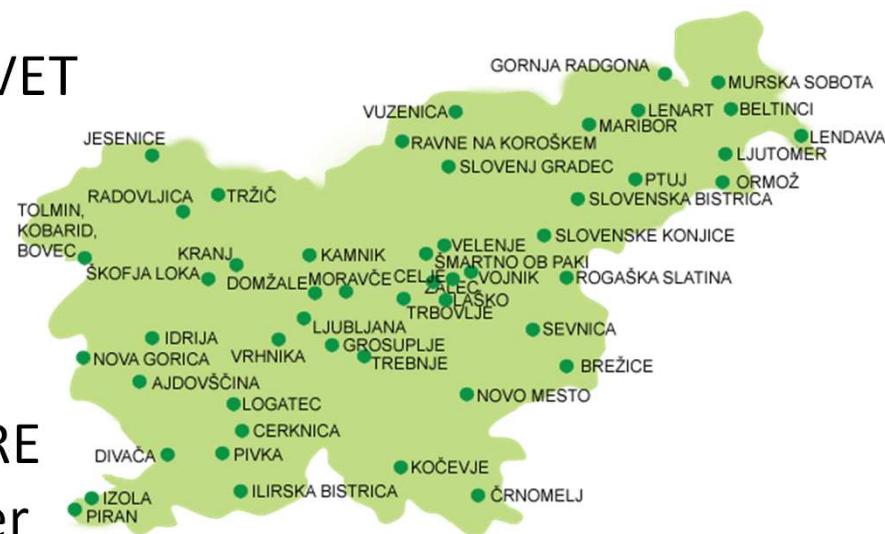 VET
GORNJA RADGONA
MURSKA SOBOTA
VUZENICA
LENART
BELTINCI
MARIBOR
LENDAVA
JESENICE
RAVNE NA KOROŠKEM
LJUTOMER
SLOVENJ GRADEC
PTUJ
ORMOŽ
RADOVLJICA
TRŽIČ
SLOVENSKA BISTRICA
TOLMIN,
KOBARID,
BOVEC
SLOVENSKE KONJICE
VELENJE
KRANJ
KAMNIK
ŠMARTNO OB PAKI
ŠKOFJA LOKA
DOMŽALE
MORAVČE
CELJE
VOJNIK
ROGAŠKA SLATINA
ŽALEC
LAŠKO
TRBOVLJE
LJUBLJANA
SEVNICA
IDRIJA
GROSUPLJE
NOVA GORICA
VRHNIKA
TREBNJE
BREŽICE
AJDOVŠČINA
NOVO MESTO
LOGATEC
CERKNICA
RE
DIVAČA
PIVKA
KOČEVJE
IZOLA
ILIRSKA BISTRICA
ČRNOMELJ
PIRAN
er